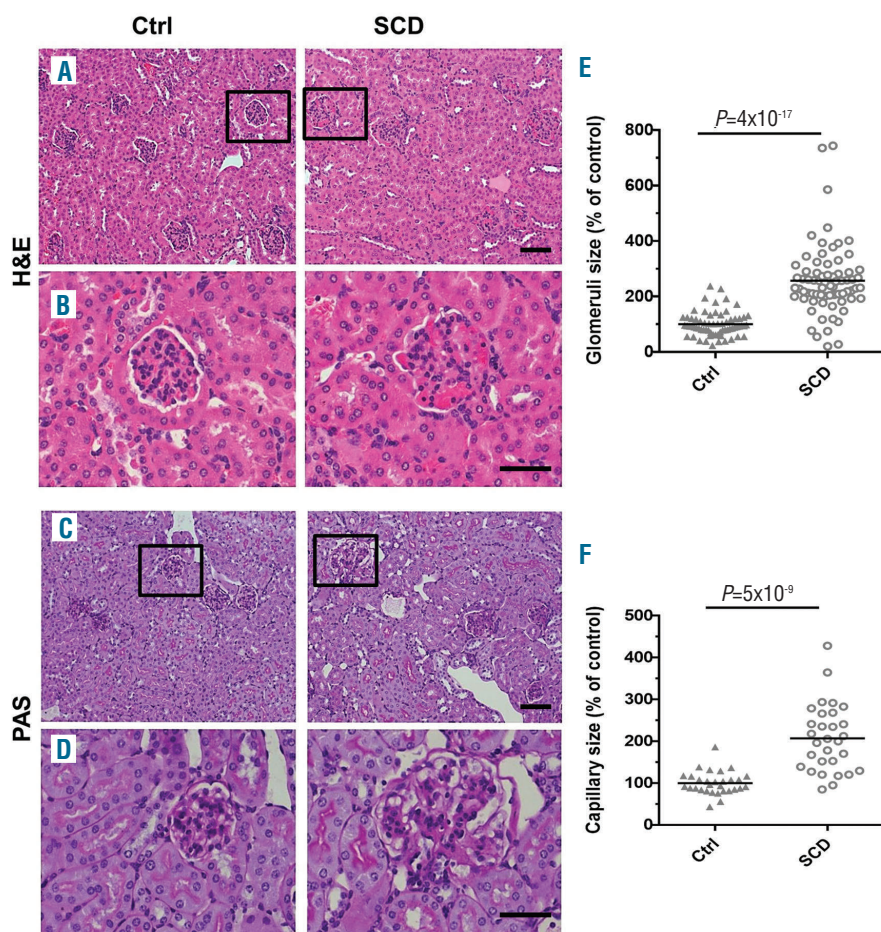 Ctrl SCD
A
H&E
B
C
PAS
D
E
P=4x10-17
800
600
400
200
0
Glomeruli size (% of control)
Ctrl SCD
F
P=5x10-9
500
400
300
200
100
0
Capillary size (% of control)
Ctrl SCD